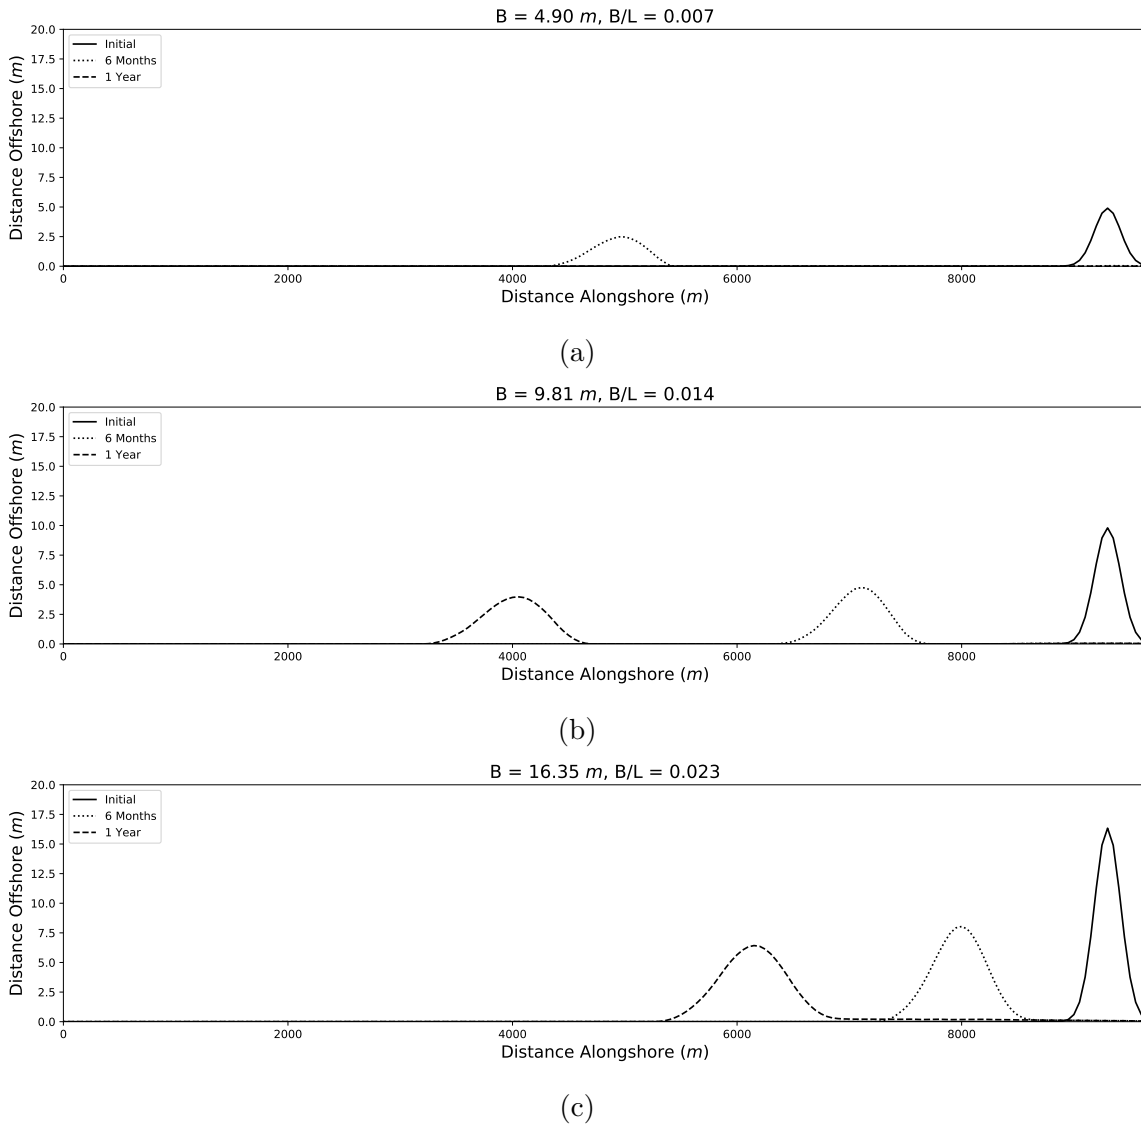 B = 4.90 m, B/L = 0.007
Distance Offshore (m)
20.0
17.5
15.0
12.5
10.0
7.5
5.0
2.5
0.0
Initial
6 Months
1 Year
0 2000 4000 6000 8000
Distance Alongshore (m)
(a)
B = 9.81 m, B/L = 0.014
Distance Offshore (m)
20.0
17.5
15.0
12.5
10.0
7.5
5.0
2.5
0.0
Initial
6 Months
1 Year
0 2000 4000 6000 8000
Distance Alongshore (m)
(b)
B = 16.35 m, B/L = 0.023
Distance Offshore (m)
20.0
17.5
15.0
12.5
10.0
7.5
5.0
2.5
0.0
Initial
6 Months
1 Year
0 2000 4000 6000 8000
Distance Alongshore (m)
(c)